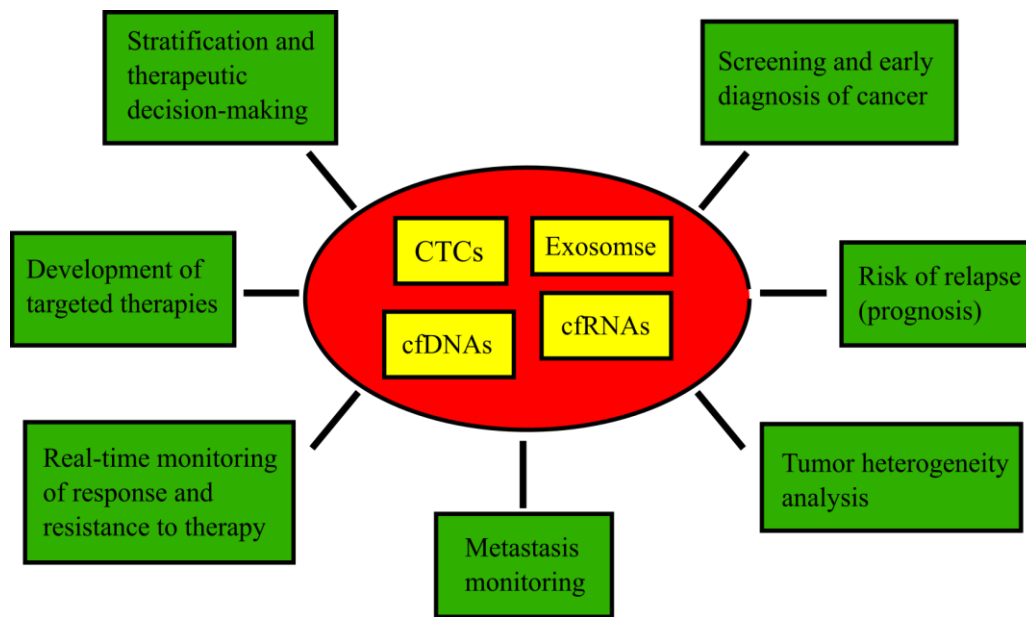 Stratification and
therapeutic
decision-making
Screening and early
diagnosis of cancer
CTCs
Exosomse
Development of
targeted therapies
Risk of relapse
(prognosis)
cfDNAs
cfRNAs
Real-time monitoring
of response and
resistance to therapy
Tumor heterogeneity
analysis
Metastasis
monitoring